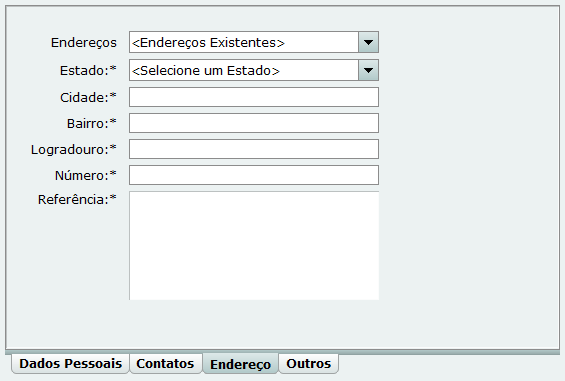 Endereços <Endereços Existentes>
Estado:* <Selecione um Estado>
Cidade:*
Bairro:*
Logradouro:*
Número:*
Referência:*
Dados Pessoais Contatos Endereço Outros